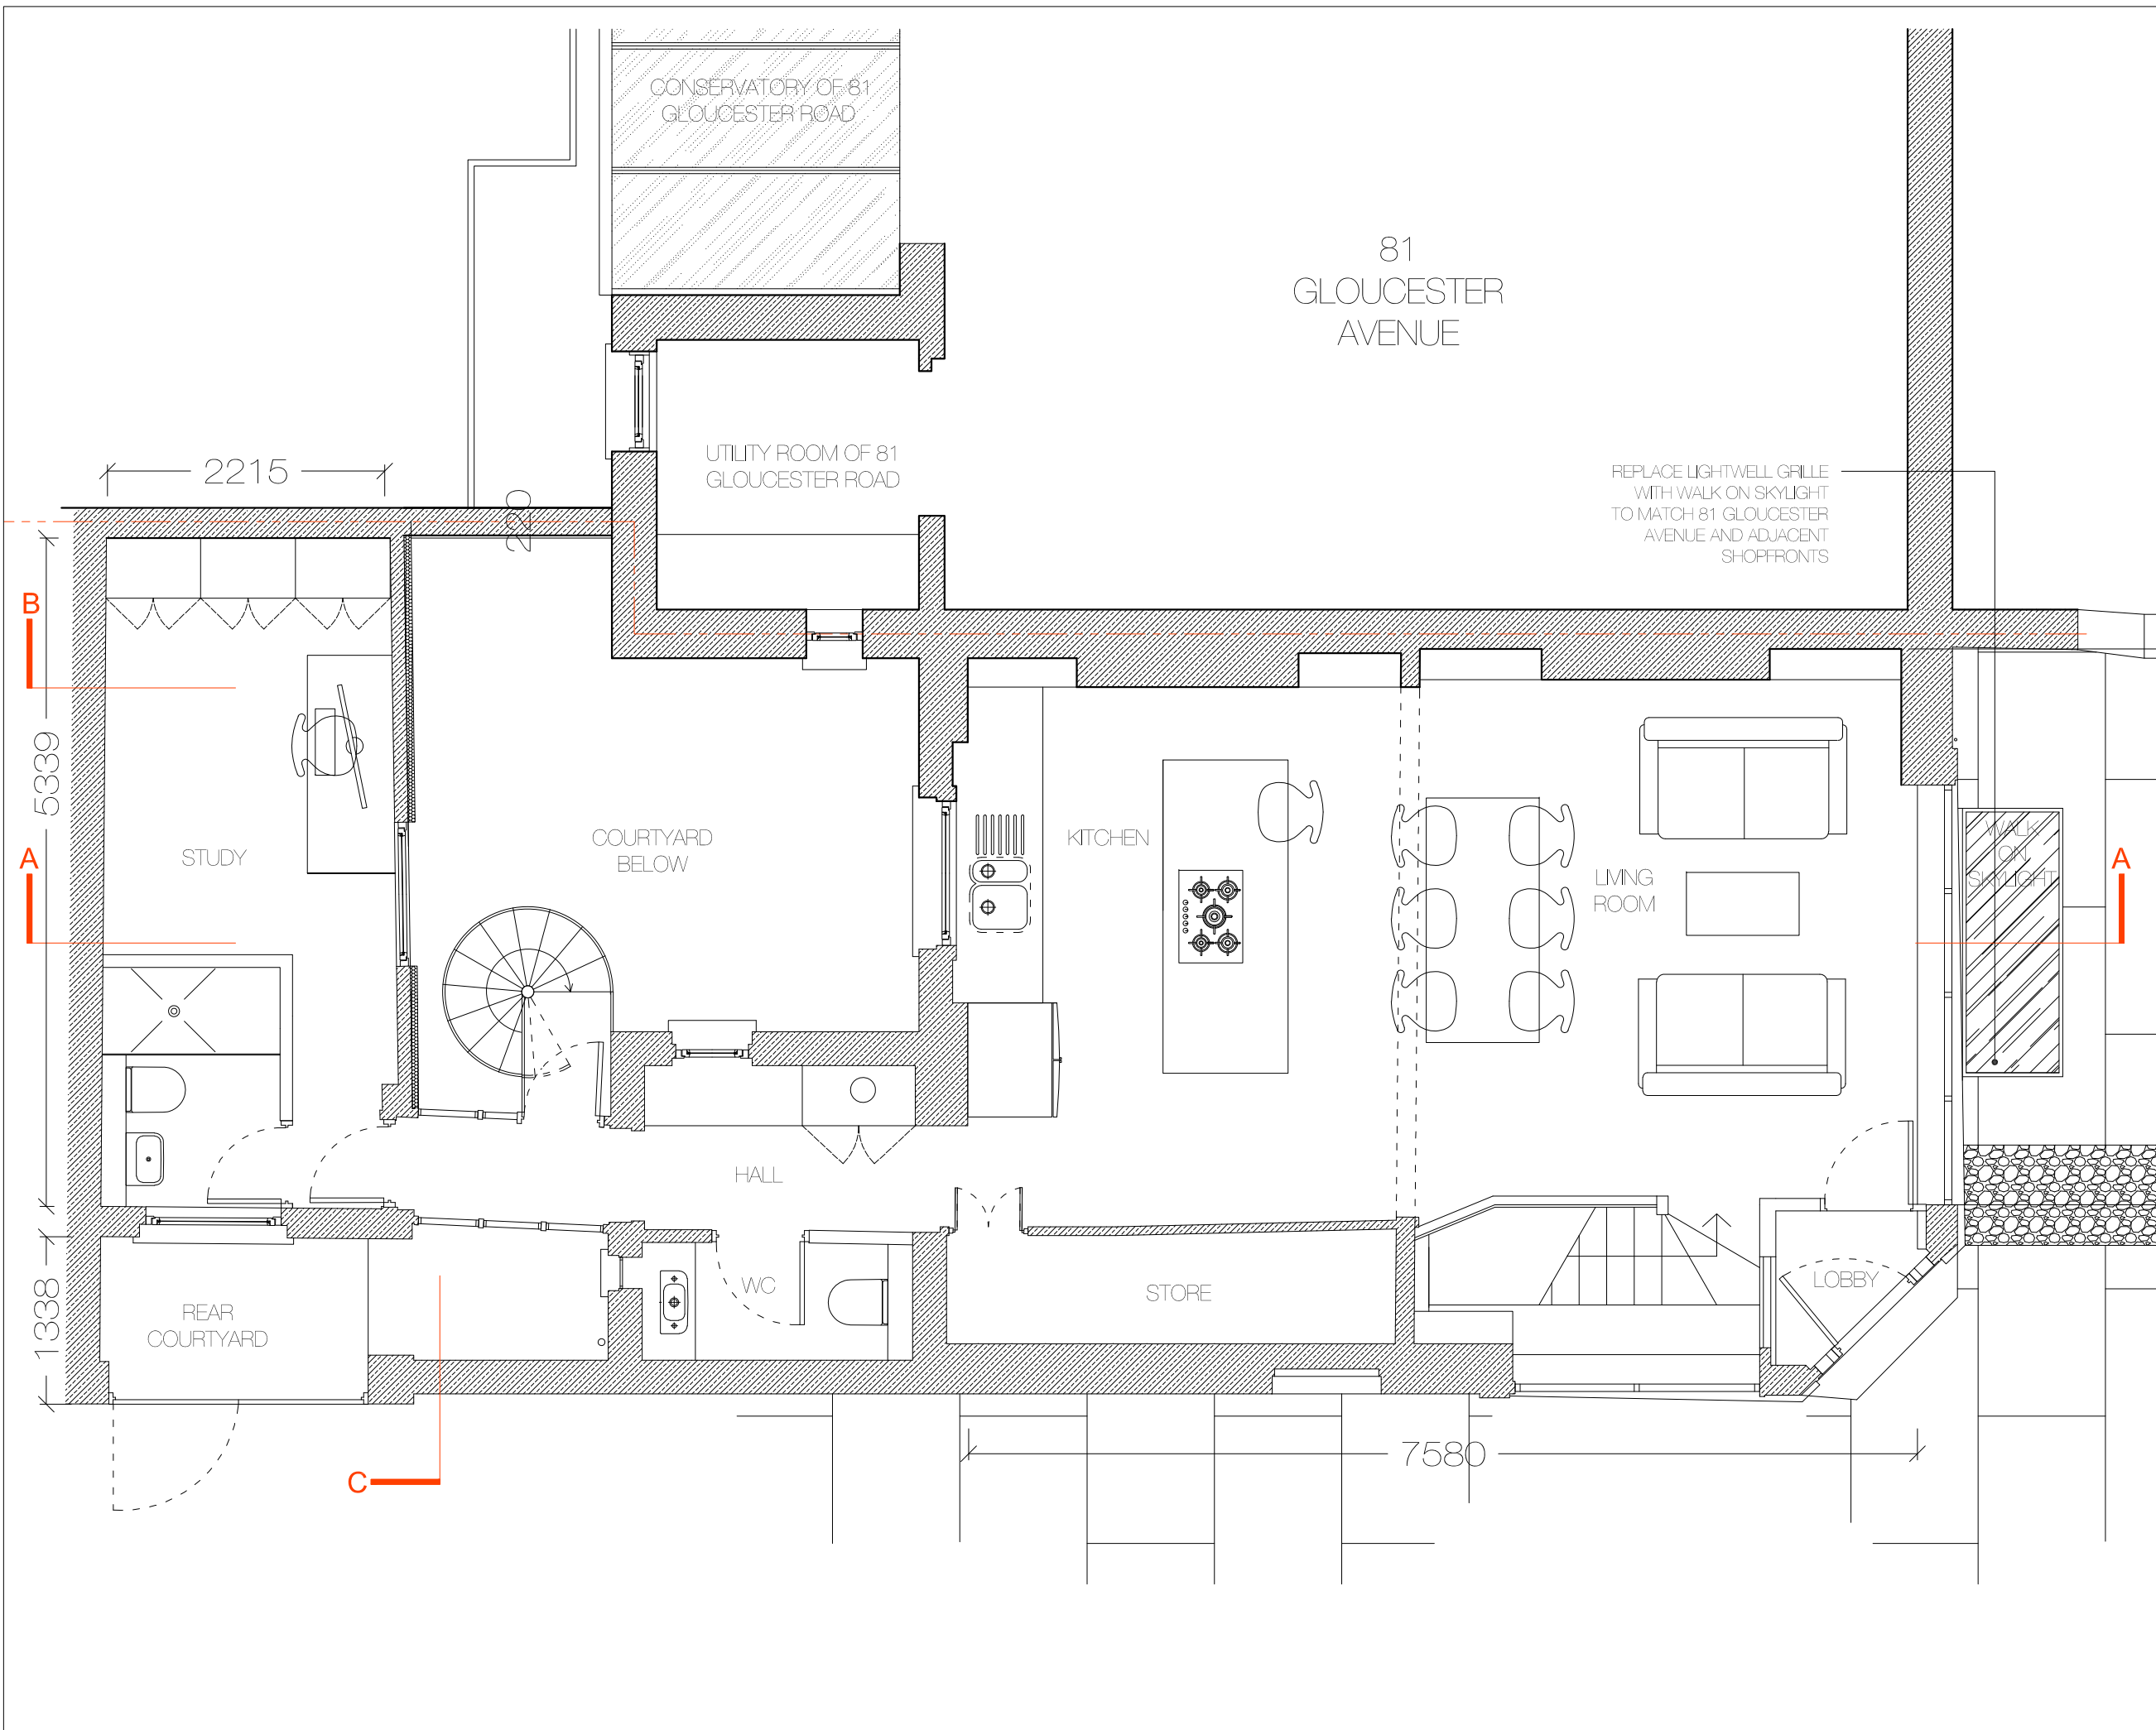 CONSERVATORY OF 81
GLOUCESTER ROAD
81
GLOUCESTER
AVENUE
UTILITY ROOM OF 81
GLOUCESTER ROAD
REPLACE LIGHTWELL GRILLE
WITH WALK ON SKYLIGHT
TO MATCH 81 GLOUCESTER
AVENUE AND ADJACENT
SHOPFRONTS
2215
220
B
5339
A
STUDY
COURTYARD
BELOW
KITCHEN
LIVING
ROOM
WALK
ON
SKYLIGHT
A
HALL
1338
REAR
COURTYARD
WC
STORE
LOBBY
C
7580